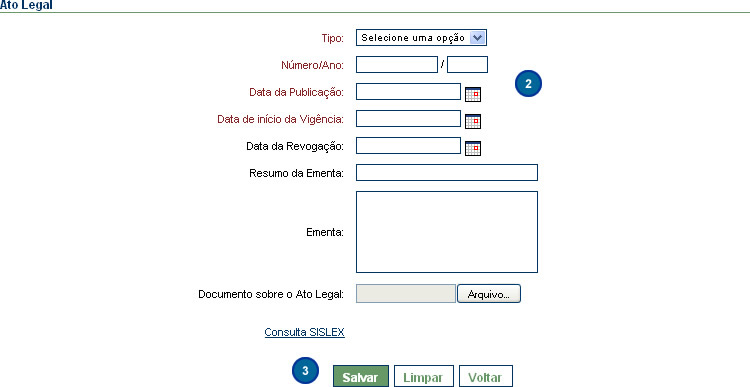 Ato Legal
Tipo: Selecione uma opção
Número/Ano: /
2
Data da Publicação:
Data de início da Vigência:
Data da Revogação:
Resumo da Ementa:
Ementa:
Documento sobre o Ato Legal: Arquivo...
Consulta SISLEX
3 Salvar Limpar Voltar